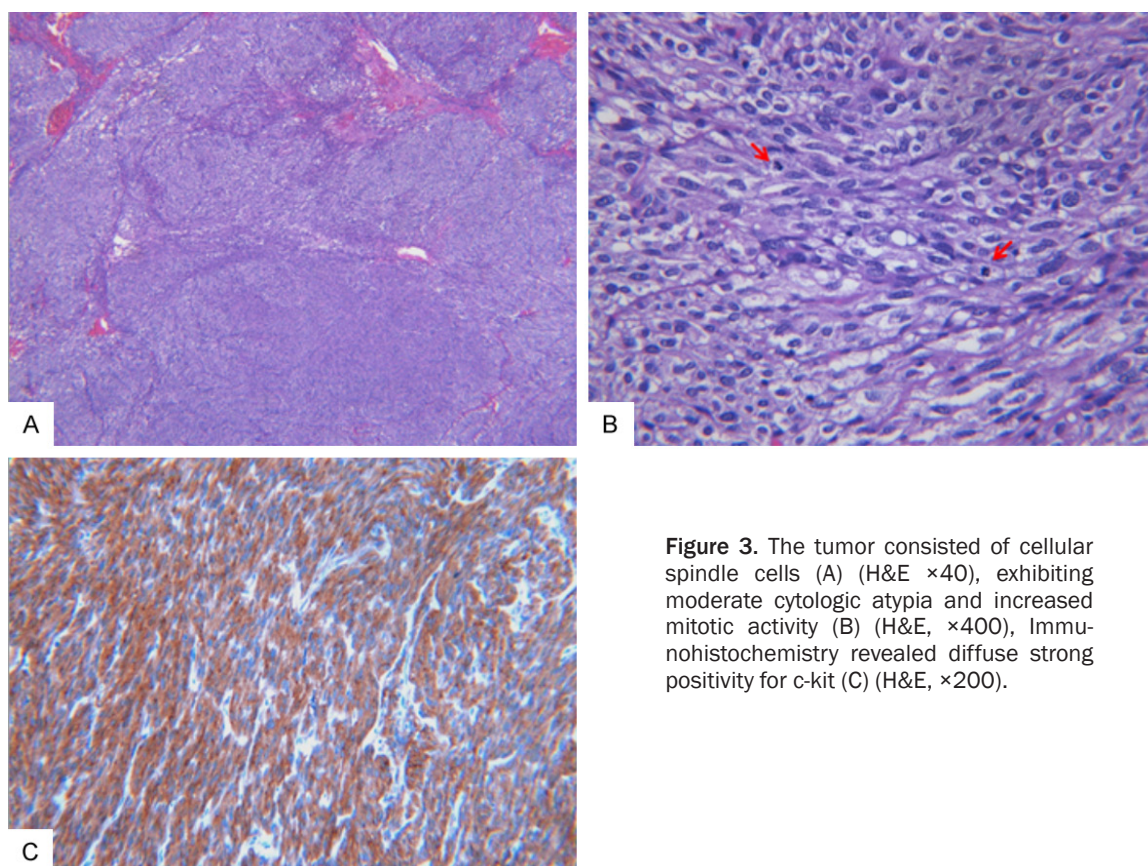 A
B
C
Figure 3. The tumor consisted of cellular
spindle cells (A) (H&E ×40), exhibiting
moderate cytologic atypia and increased
mitotic activity (B) (H&E, ×400), Immu-
nohistochemistry revealed diffuse strong
positivity for c-kit (C) (H&E, ×200).